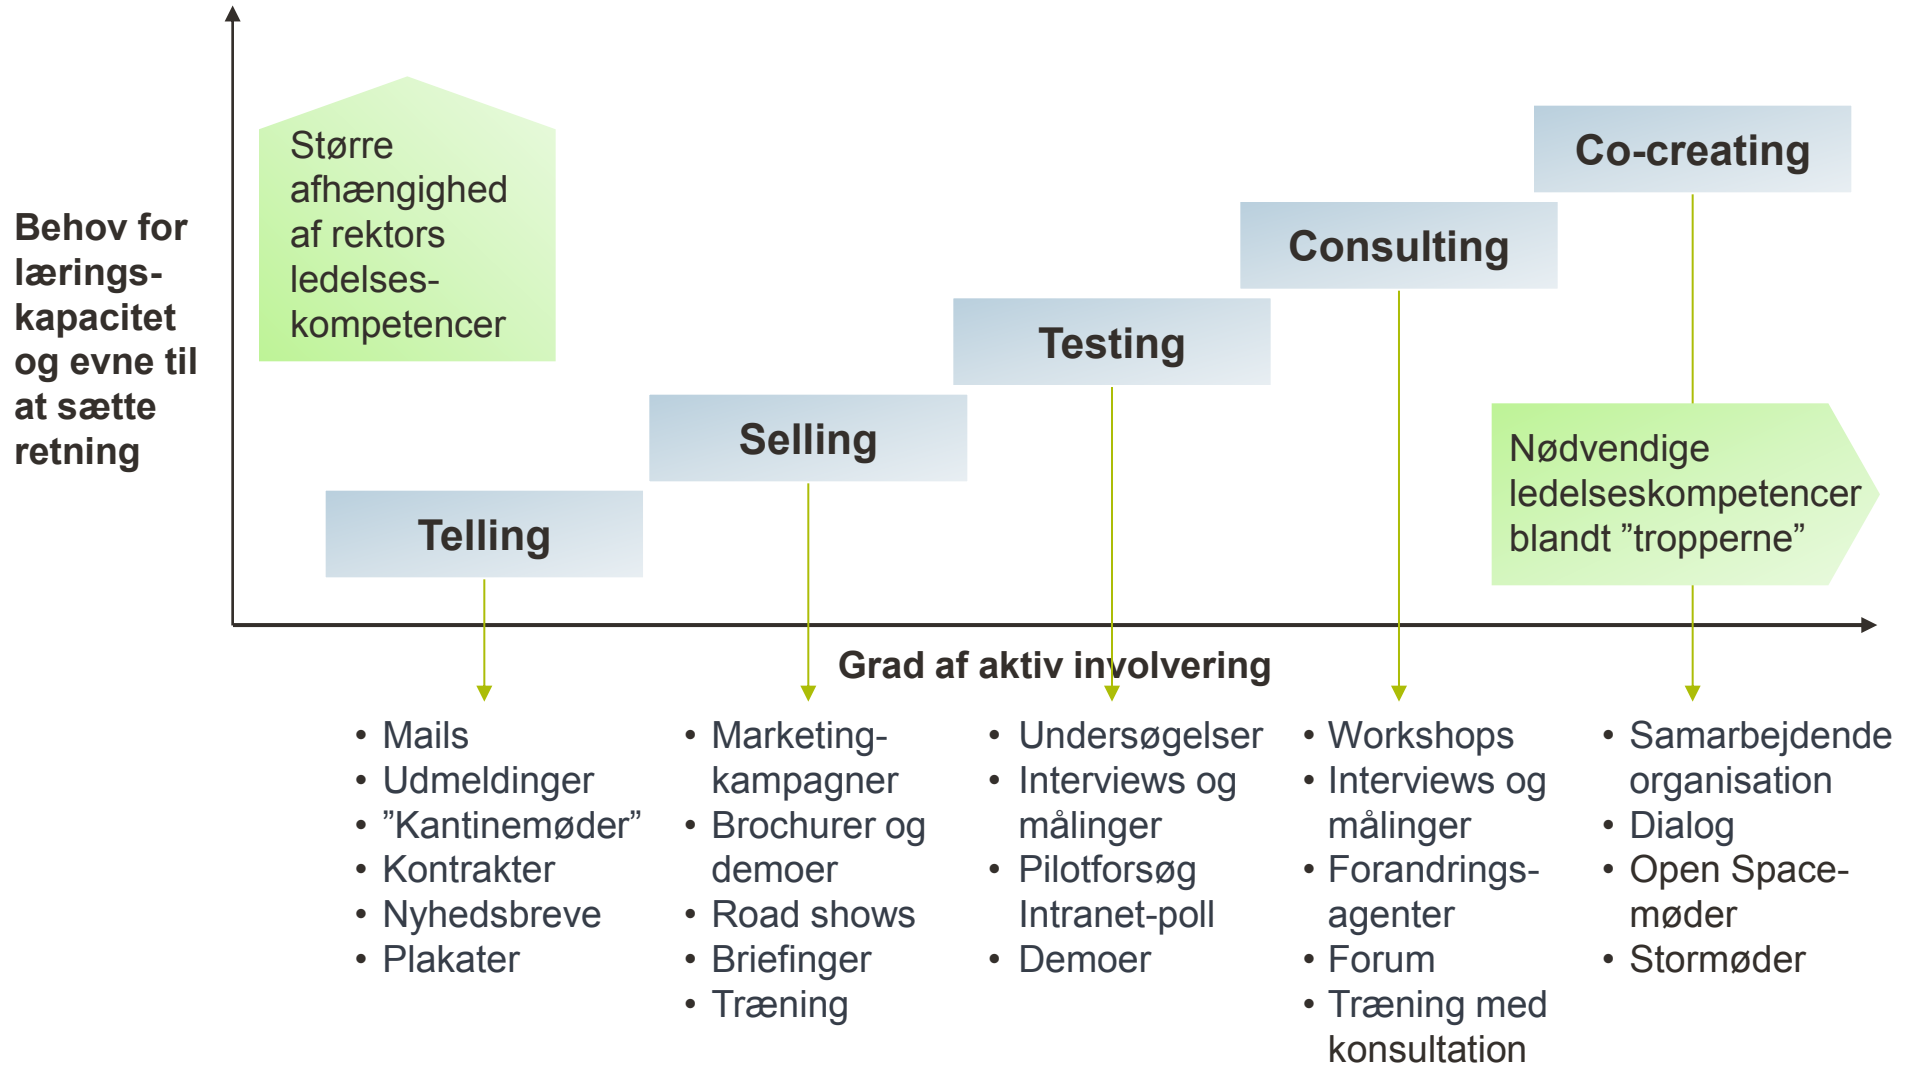 Behov for
lærings-
kapacitet
og evne til
at sætte
retning
Større
afhængighed
af rektors
ledelses-
kompetencer
Telling
Selling
Testing
Consulting
Co-creating
Nødvendige
ledelseskompetencer
blandt ”tropperne”
Grad af aktiv involvering
• Mails
• Udmeldinger
• ”Kantinemøder”
• Kontrakter
• Nyhedsbreve
• Plakater
• Marketing-
kampagner
• Brochurer og
demoer
• Road shows
• Briefinger
• Træning
• Undersøgelser
• Interviews og
målinger
• Pilotforsøg
Intranet-poll
• Demoer
• Workshops
• Interviews og
målinger
• Forandrings-
agenter
• Forum
• Træning med
konsultation
• Samarbejdende
organisation
• Dialog
• Open Space-
møder
• Stormøder